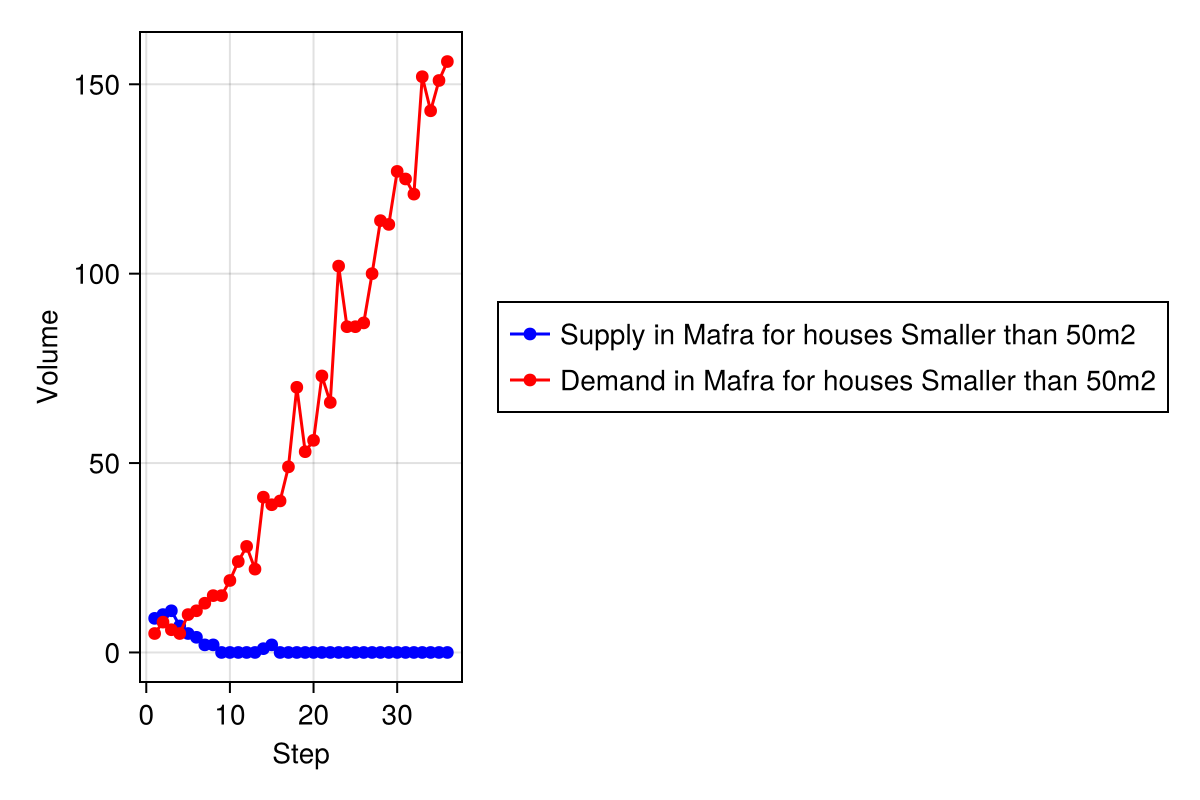 150
100
50
0
Volume
0 10 20 30
Step
Supply in Mafra for houses Smaller than 50m2
Demand in Mafra for houses Smaller than 50m2